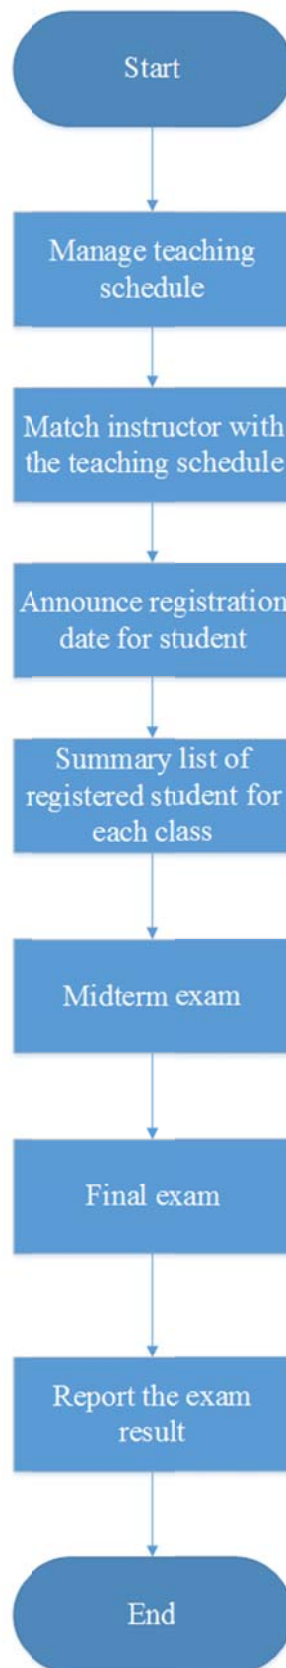 Start
Manage teaching
schedule
Match instructor with
the teaching schedule
Announce registration
date for student
Summary list of
registered student for
each class
Midterm exam
Final exam
Report the exam
result
End